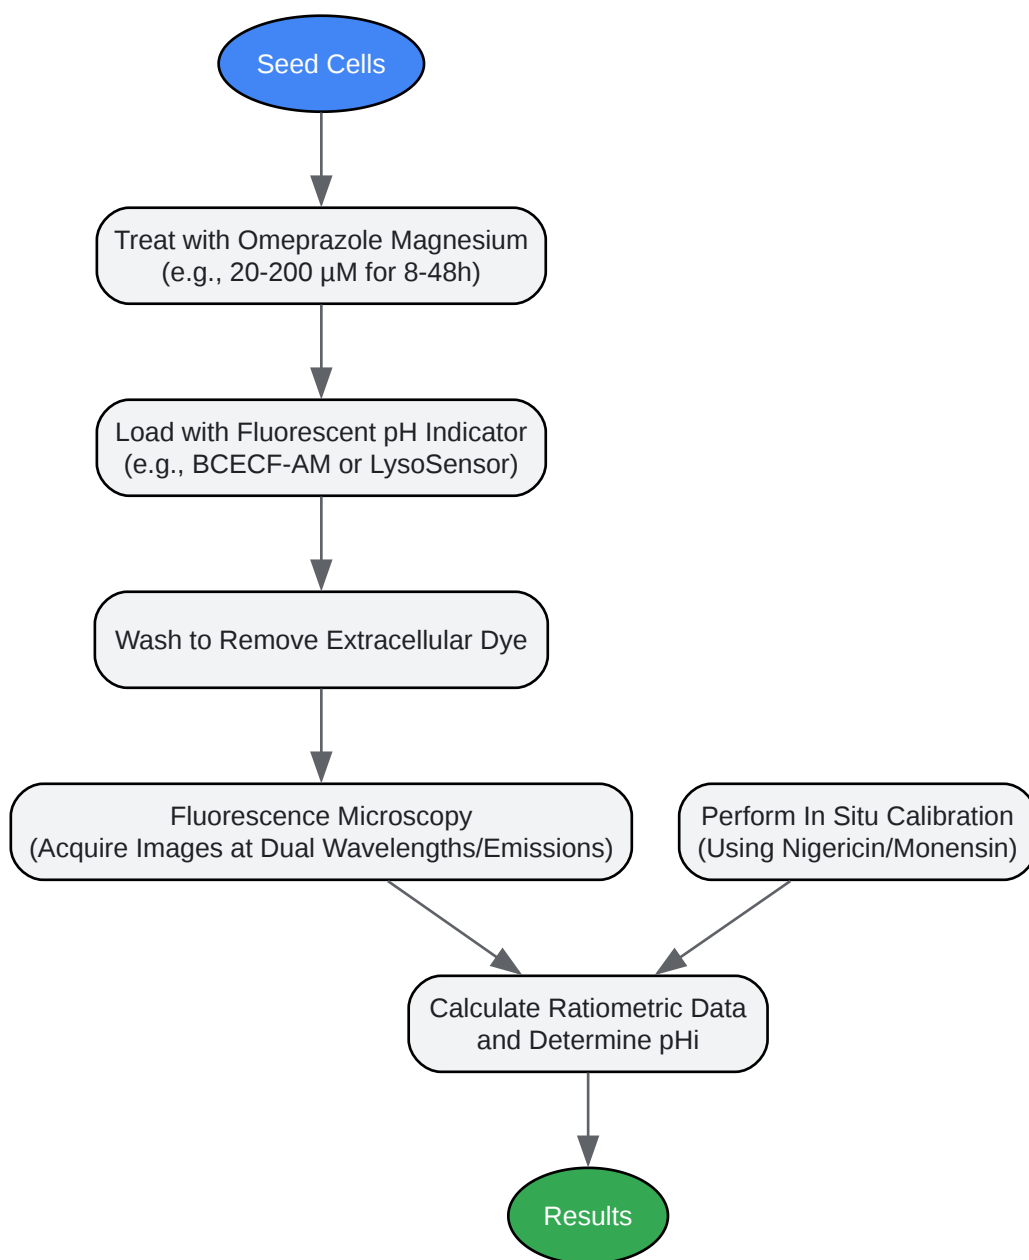 Seed Cells
Treat with Omeprazole Magnesium
(e.g., 20-200 µM for 8-48h)
Load with Fluorescent pH Indicator
(e.g., BCECF-AM or LysoSensor)
Wash to Remove Extracellular Dye
Fluorescence Microscopy
(Acquire Images at Dual Wavelengths/Emissions)
Perform In Situ Calibration
(Using Nigericin/Monensin)
Calculate Ratiometric Data
and Determine pHi
Results